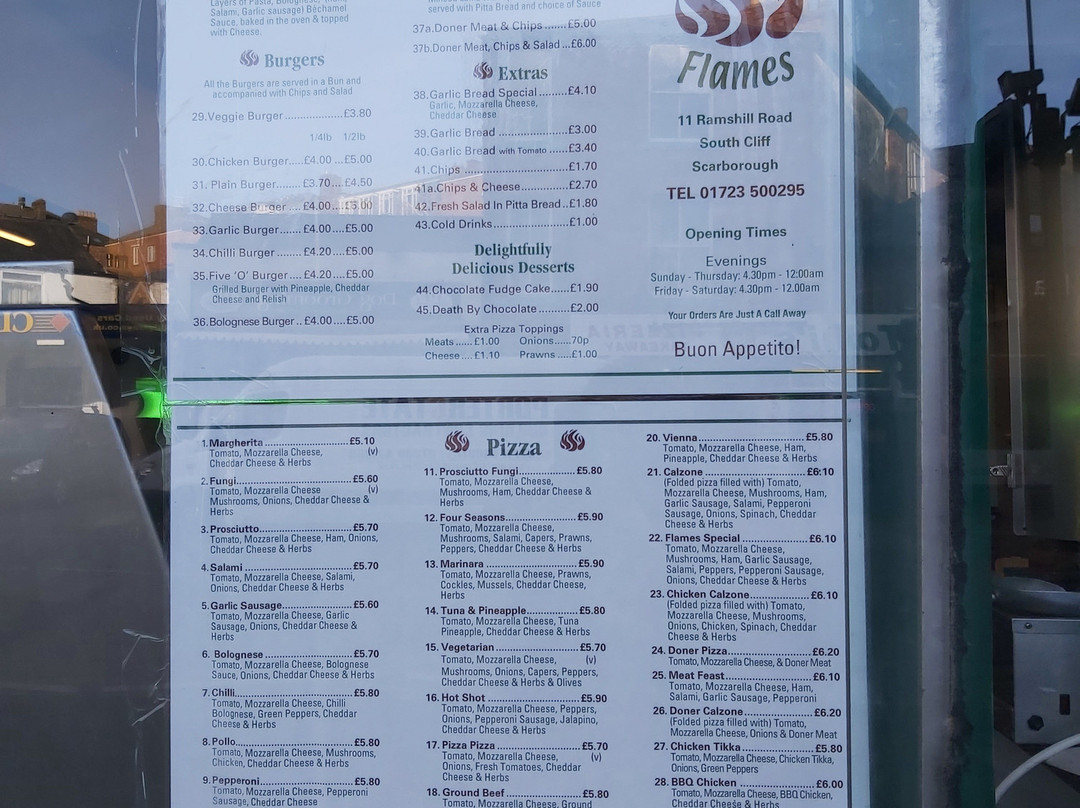 Layers of Pasta, Bolognese, Ham,
Salami, Garlic sausage) Béchamel
Sauce, baked in the oven & topped
with Cheese.
Burgers
All the Burgers are served in a Bun and
accompanied with Chips and Salad
29.Veggie Burger ................£3.80
1/4lb 1/2lb
30.Chicken Burger.....£4.00 ...£5.00
31. Plain Burger.......£3.70....£4.50
32.Cheese Burger ....£4.00....£5.00
33.Garlic Burger.......£4.00....£5.00
34.Chilli Burger ........£4.20....£5.00
35.Five 'O' Burger....£4.20....£5.00
Grilled Burger with Pineapple, Cheddar
Cheese and Relish
36.Bolognese Burger ..£4.00....£5.00
served with Pitta Bread and choice of Sauce
37a.Doner Meat & Chips .......£5.00
37b.Doner Meat, Chips & Salad ...£6.00
Extras
38.Garlic Bread Special .........£4.10
Garlic, Mozzarella Cheese,
Cheddar Cheese
39.Garlic Bread ......................£3.00
40.Garlic Bread with Tomato .......£3.40
41.Chips .................................£1.70
41a.Chips & Cheese................£2.70
42.Fresh Salad In Pitta Bread..£1.80
43.Cold Drinks........................£1.00
Delightfully
Delicious Desserts
44.Chocolate Fudge Cake......£1.90
45.Death By Chocolate .........£2.00
Extra Pizza Toppings
Meats ...... £1.00 Onions......70p
Cheese .... £1.10 Prawns .....£1.00
Flames
11 Ramshill Road
South Cliff
Scarborough
TEL 01723 500295
Opening Times
Evenings
Sunday - Thursday: 4.30pm - 12:00am
Friday - Saturday: 4.30pm - 12.00am
Your Orders Are Just A Call Away
Buon Appetito!
1. Margherita ........................£5.10
Tomato, Mozzarella Cheese, (v)
Cheddar Cheese & Herbs
2. Fungi.................................£5.60
Tomato, Mozzarella Cheese (v)
Mushrooms, Onions, Cheddar Cheese &
Herbs
3. Prosciutto..........................£5.70
Tomato, Mozzarella Cheese, Ham, Onions,
Cheddar Cheese & Herbs
4. Salami ..............................£5.70
Tomato, Mozzarella Cheese, Salami,
Onions, Cheddar Cheese & Herbs
5. Garlic Sausage...................£5.60
Tomato, Mozzarella Cheese, Garlic
Sausage, Onions, Cheddar Cheese &
Herbs
6. Bolognese .........................£5.70
Tomato, Mozzarella Cheese, Bolognese
Sauce, Onions, Cheddar Cheese & Herbs
7. Chilli.................................£5.80
Tomato, Mozzarella Cheese, Chilli
Bolognese, Green Peppers, Cheddar
Cheese & Herbs
8. Pollo.................................£5.80
Tomato, Mozzarella Cheese, Mushrooms,
Chicken, Cheddar Cheese & Herbs
9. Pepperoni..........................£5.80
Tomato, Mozzarella Cheese, Pepperoni
Sausage, Cheddar Cheese
Pizza
11. Prosciutto Fungi.................£5.80
Tomato, Mozzarella Cheese,
Mushrooms, Ham, Cheddar Cheese &
Herbs
12. Four Seasons.....................£5.90
Tomato, Mozzarella Cheese,
Mushrooms, Salami, Capers, Prawns,
Peppers, Cheddar Cheese & Herbs
13. Marinara ..........................£5.90
Tomato, Mozzarella Cheese, Prawns,
Cockles, Mussels, Cheddar Cheese,
Herbs
14. Tuna & Pineapple................£5.80
Tomato, Mozzarella Cheese, Tuna
Pineapple, Cheddar Cheese & Herbs
15. Vegetarian ........................£5.70
Tomato, Mozzarella Cheese, (v)
Mushrooms, Onions, Capers, Peppers,
Cheddar Cheese & Herbs & Olives
16. Hot Shot ..........................£5.90
Tomato, Mozzarella Cheese, Peppers,
Onions, Pepperoni Sausage, Jalapino,
Cheddar Cheese & Herbs
17. Pizza Pizza .......................£5.70
Tomato, Mozzarella Cheese, (v)
Onions, Fresh Tomatoes, Cheddar
Cheese & Herbs
18. Ground Beef ......................£5.80
Tomato, Mozzarella Cheese, Ground
20. Vienna..............................£5.80
Tomato, Mozzarella Cheese, Ham,
Pineapple, Cheddar Cheese & Herbs
21. Calzone ............................£6:10
(Folded pizza filled with) Tomato,
Mozzarella Cheese, Mushrooms, Ham,
Garlic Sausage, Salami, Pepperoni
Sausage, Onions, Spinach, Cheddar
Cheese & Herbs
22. Flames Special ...................£6.10
Tomato, Mozzarella Cheese,
Mushrooms, Ham, Garlic Sausage,
Salami, Peppers, Pepperoni Sausage,
Onions, Cheddar Cheese & Herbs
23. Chicken Calzone.................£6.10
(Folded pizza filled with) Tomato,
Mozzarella Cheese, Mushrooms,
Onions, Chicken, Spinach, Cheddar
Cheese & Herbs
24. Doner Pizza.......................£6.20
Tomato, Mozzarella Cheese, & Doner Meat
25. Meat Feast........................£6.10
Tomato, Mozzarella Cheese, Ham,
Salami, Garlic Sausage, Pepperoni
26. Doner Calzone ...................£6.20
(Folded pizza filled with) Tomato,
Mozzarella Cheese, Onions & Doner Meat
27. Chicken Tikka....................£5.80
Tomato, Mozzarella Cheese, Chicken Tikka,
Onions, Green Peppers
28. BBQ Chicken .....................£6.00
Tomato, Mozzarella Cheese, BBQ Chicken,
Cheddar Cheese & Herbs